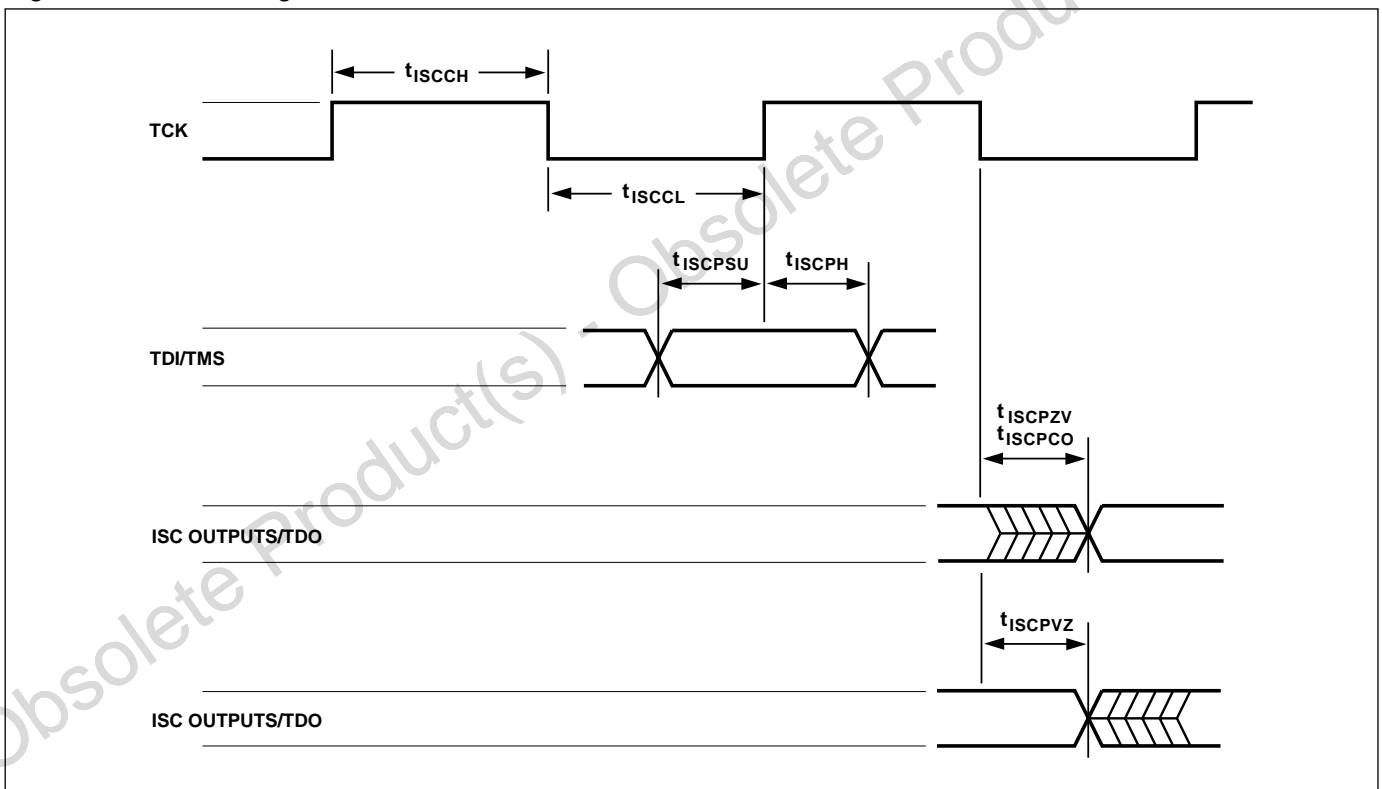 tISCCH
TCK
tISCCL
tISCPSU
tISCPH
TDI/TMS
tISCPZV
tISCPCO
ISC OUTPUTS/TDO
tISCPVZ
ISC OUTPUTS/TDO
Obsolete Product(s) - Obsolete Produ